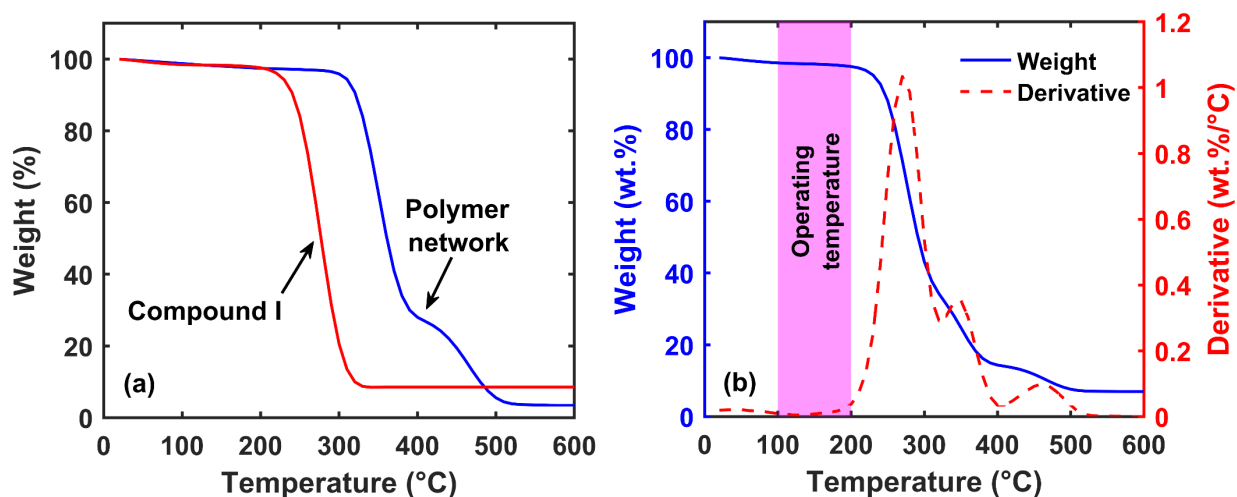 100
80
60
40
20
0
Weight (%)
Polymer
network
Compound I
(a)
0 100 200 300 400 500 600
Temperature (°C)
100
80
60
40
20
0
Weight (wt.%)
Operating
temperature
Weight
Derivative
(b)
1.2
1
0.8
0.6
0.4
0.2
0
Derivative (wt.%/°C)
0 100 200 300 400 500 600
Temperature (°C)